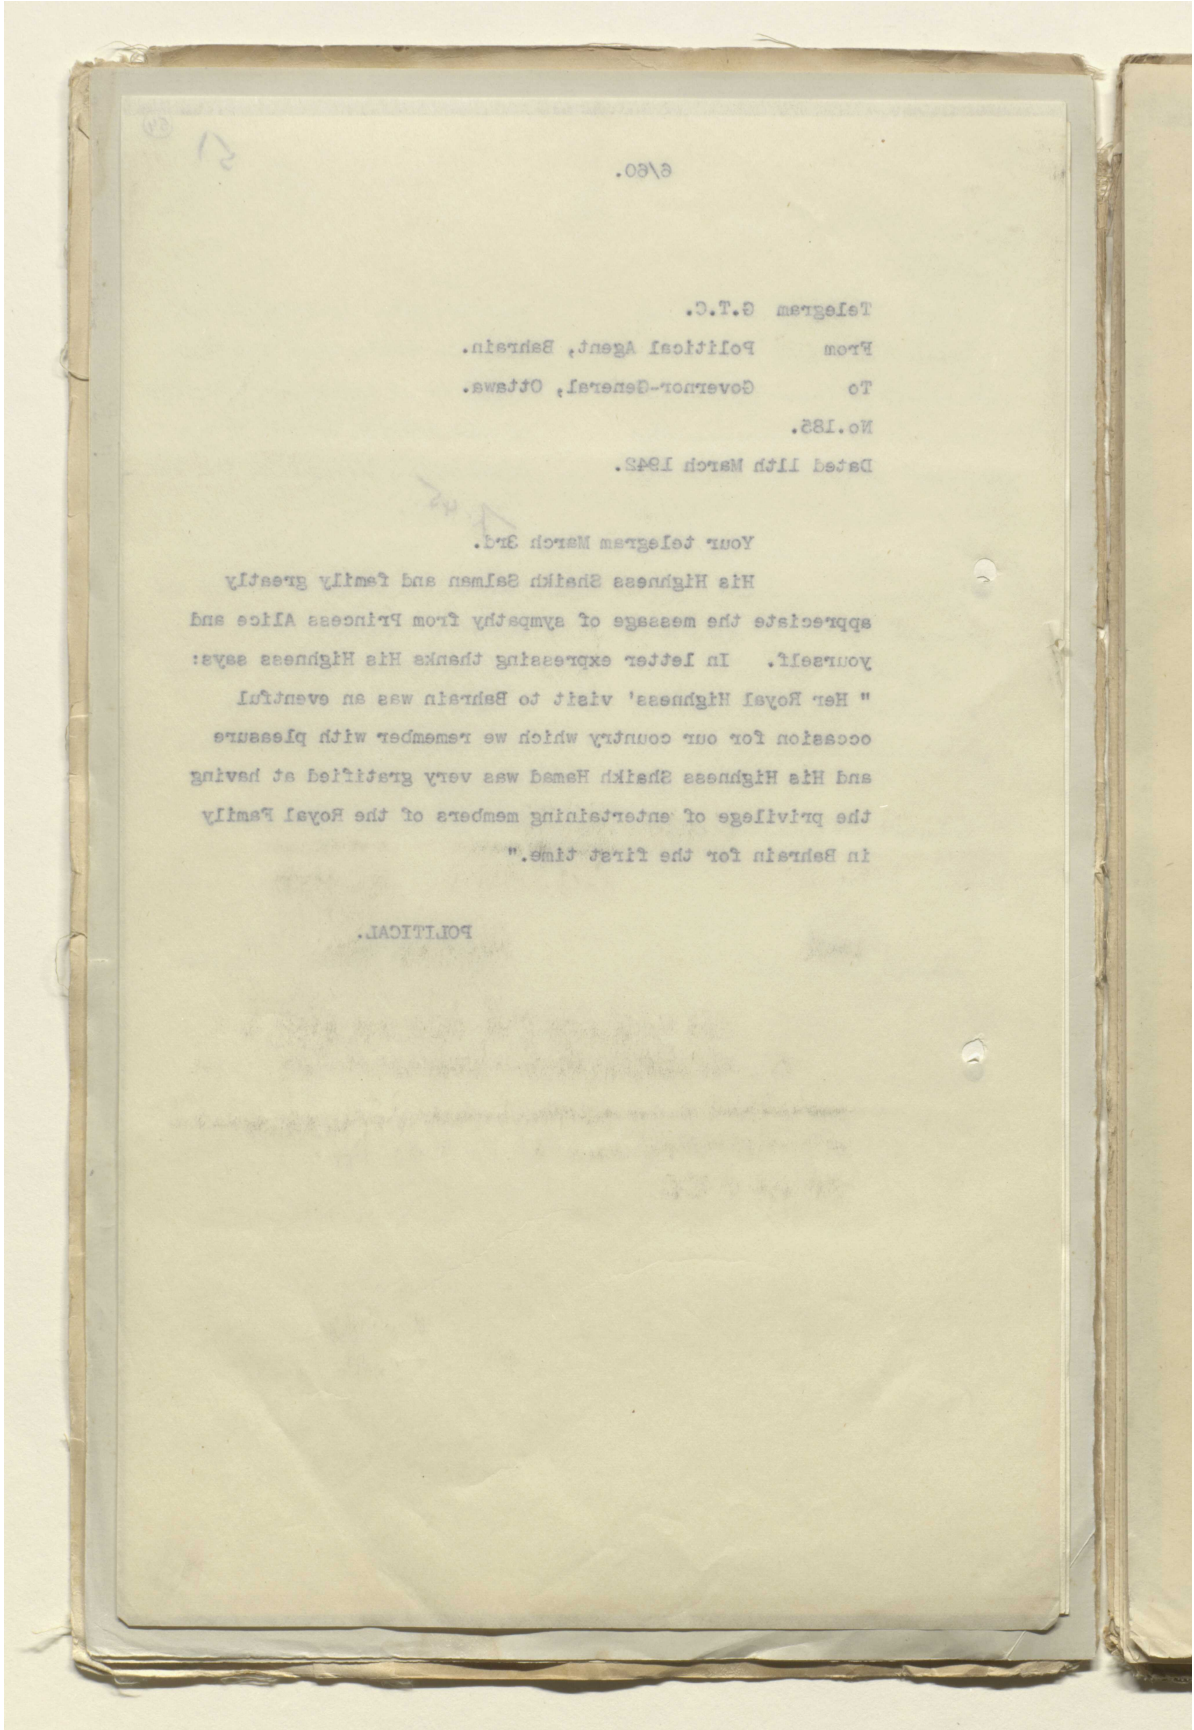 54
51
6/60.
Telegram G.T.C.
From Political Agent, Bahrain.
To Governor-General, Ottawa.
No.185.
Dated 11th March 1942.
Your telegram March 3rd.
His Highness Shaikh Salman and family greatly
appreciate the message of sympathy from Princess Alice and
yourself. In letter expressing thanks His Highness says:
" Her Royal Highness' visit to Bahrain was an eventful
occasion for our country which we remember with pleasure
and His Highness Shaikh Hamad was very gratified at having
the privilege of entertaining members of the Royal Family
in Bahrain for the first time."
POLITICAL.